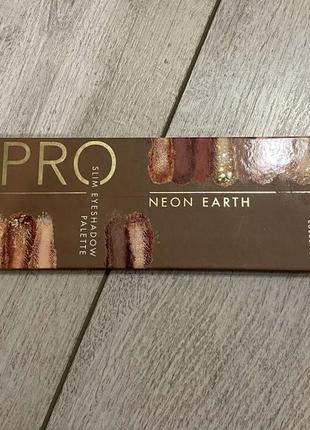 PRO
SLIM EYESHADOW
PALETTE
NEON EARTH